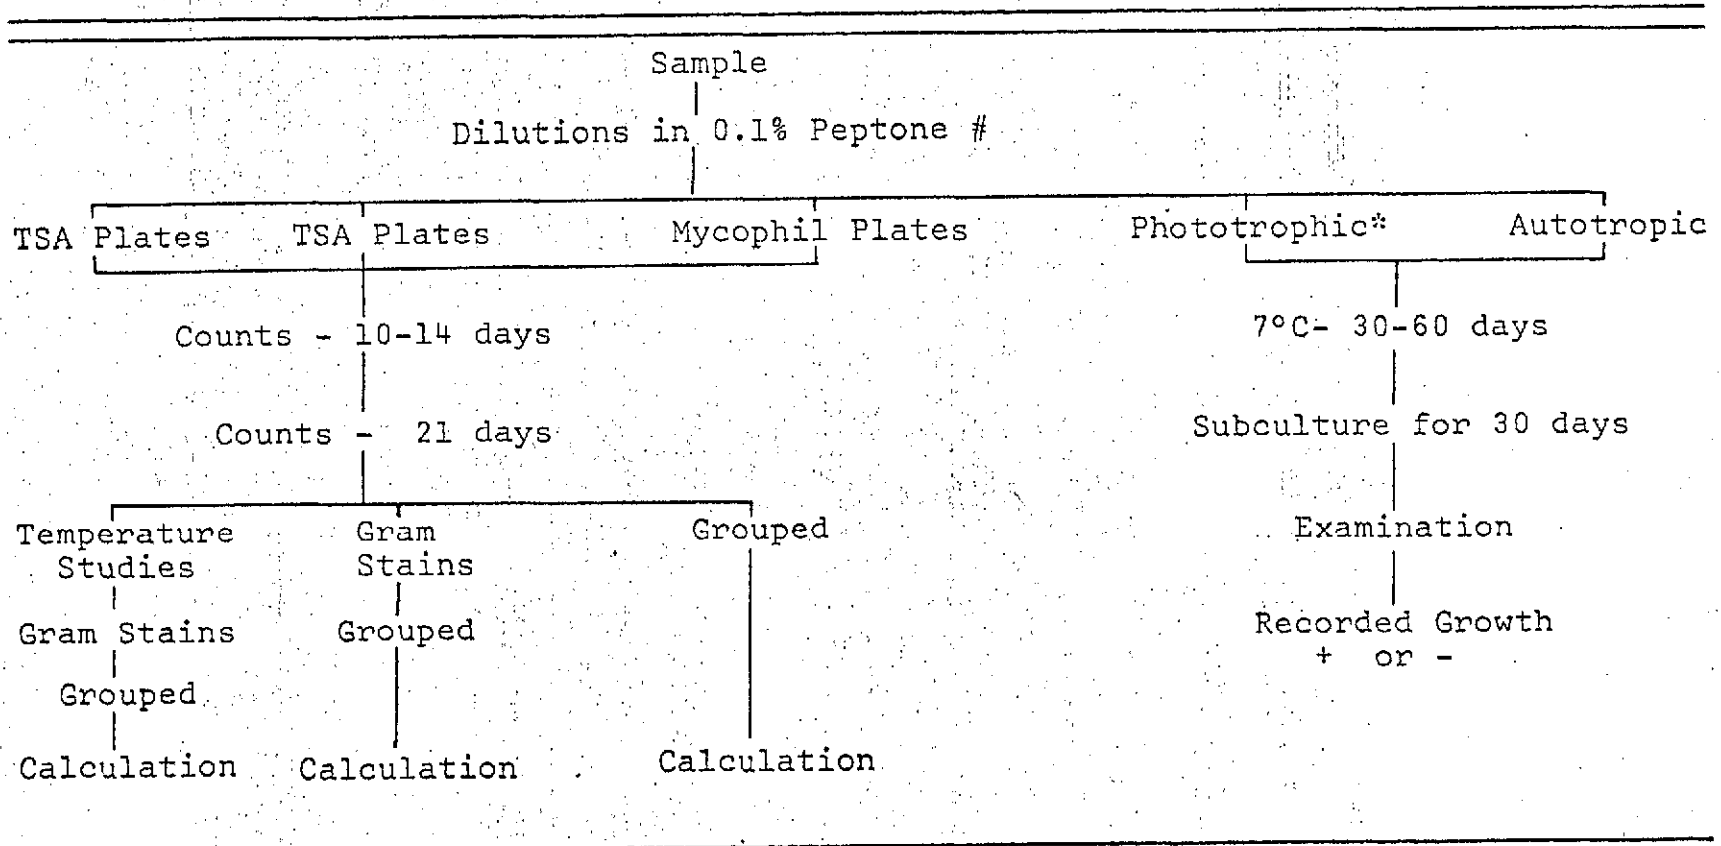 Sample
Dilutions in 0.1% Peptone #
TSA Plates TSA Plates Mycophil Plates Phototrophic* Autotropic
Counts - 10-14 days
7°C- 30-60 days
Counts - 21 days
Subculture for 30 days
Temperature Studies
Gram Stains
Grouped
Examination
Gram Stains
Grouped
Recorded Growth
+ or -
Grouped
Calculation
Calculation
Calculation